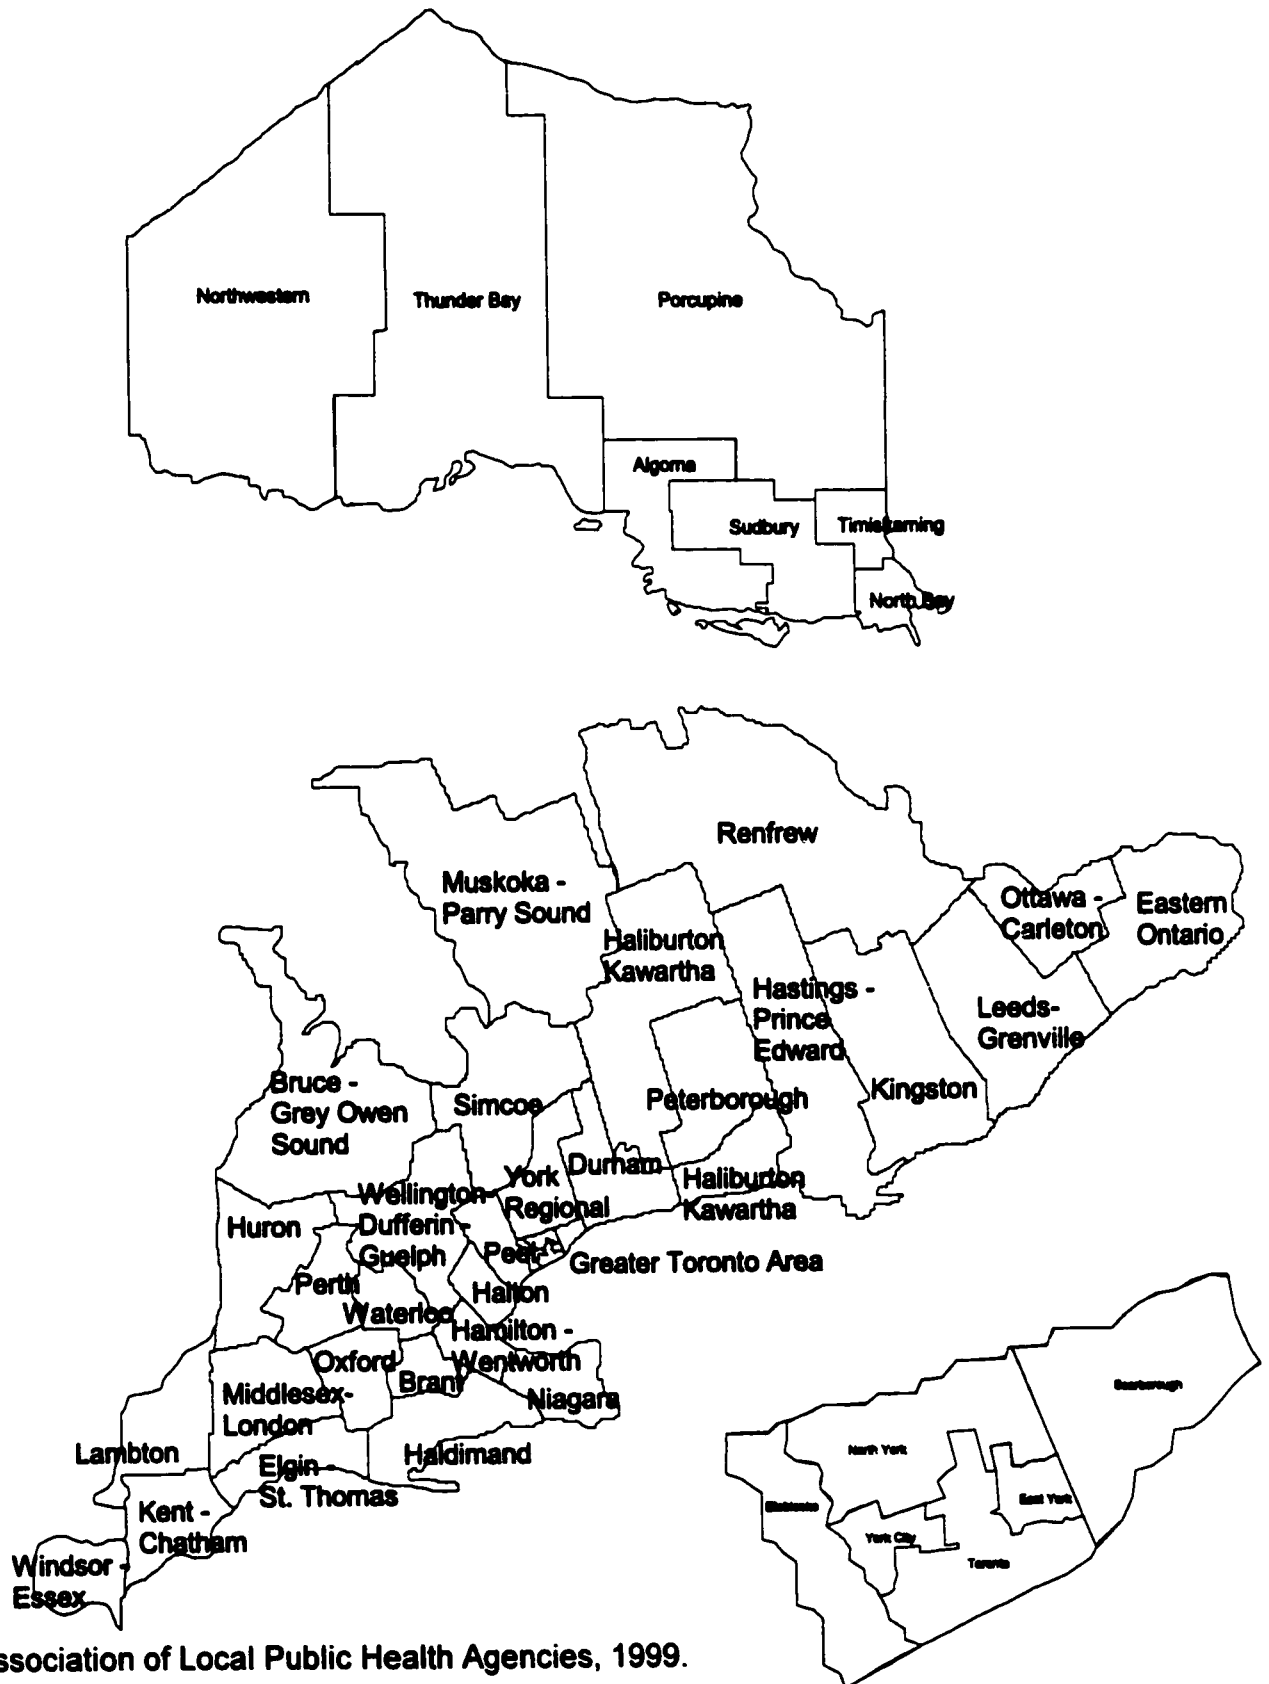 Northwestern
Thunder Bay
Porcupine
Algoma
Sudbury
Timiskaming
North Bay
Renfrew
Muskoka -
Parry Sound
Ottawa -
Carleton
Eastern
Ontario
Haliburton
Kawartha
Hastings -
Prince
Edward
Leeds-
Grenville
Bruce -
Grey Owen
Sound
Simcoe
Peterborough
Kingston
York
Regional
Durham
Haliburton
Kawartha
Huron
Wellington-
Dufferin -
Guelph
Peel
Greater Toronto Area
Perth
Halton
Waterloo
Hamilton -
Wentworth
Oxford
Brant
Niagara
Middlesex-
London
Lambton
Elgin -
St. Thomas
Haldimand
Kent -
Chatham
Windsor -
Essex
Scarborough
North York
Etobicoke
East York
York City
Toronto
ssociation of Local Public Health Agencies, 1999.